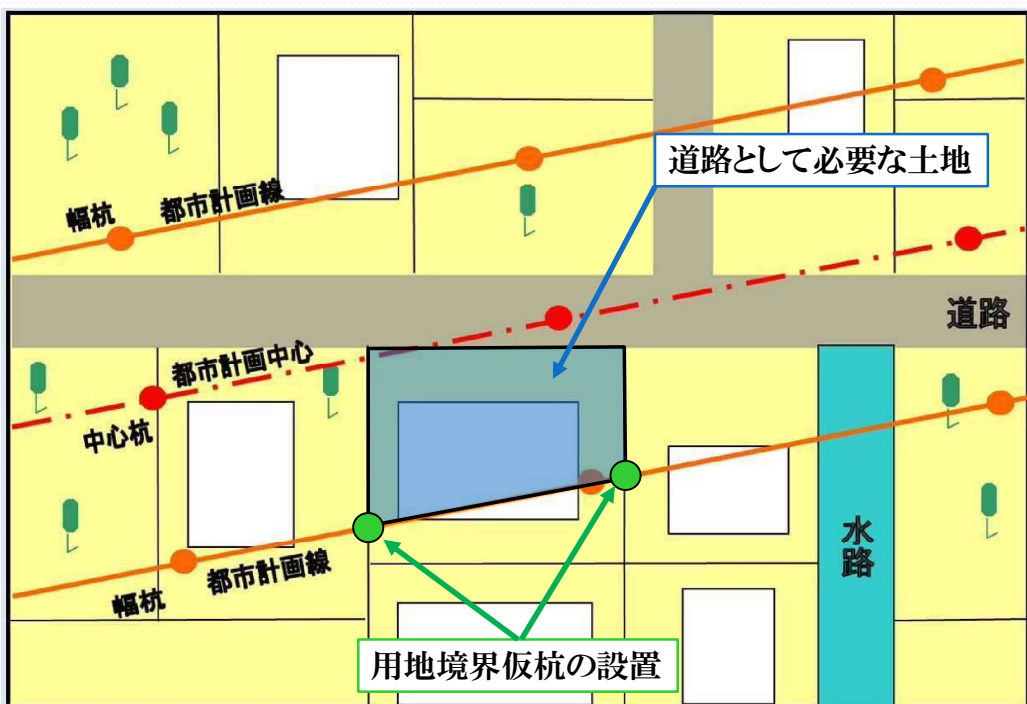 道路として必要な土地
幅杭
都市計画線
道路
都市計画中心
中心杭
水路
都市計画線
幅杭
用地境界仮杭の設置